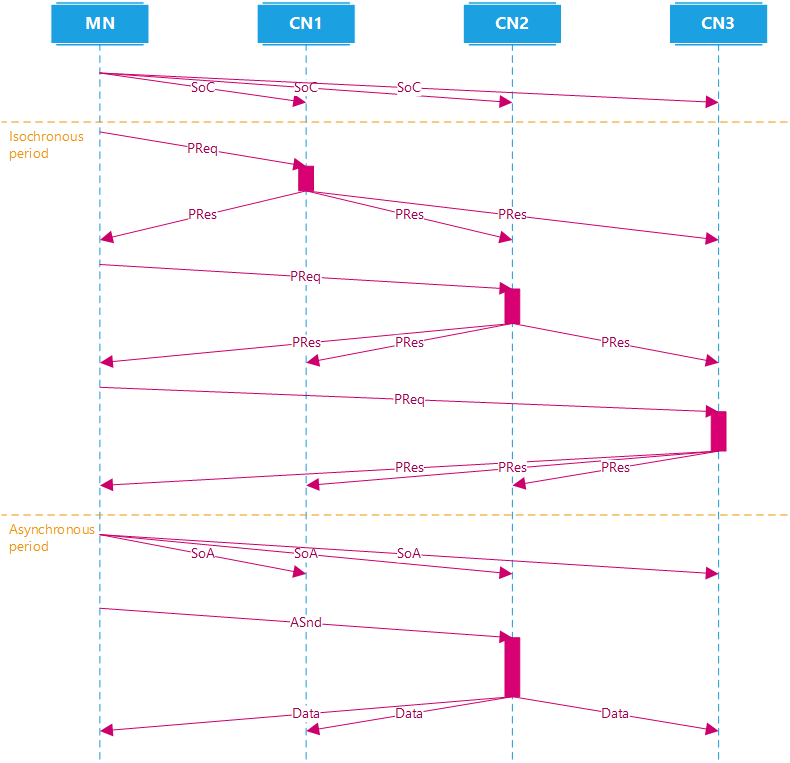 MN
CN1
CN2
CN3
SoC
SoC
SoC
Isochronous
period
PReq
PRes
PRes
PRes
PReq
PRes
PRes
PRes
PReq
PRes
PRes
PRes
Asynchronous
period
SoA
SoA
SoA
ASnd
Data
Data
Data